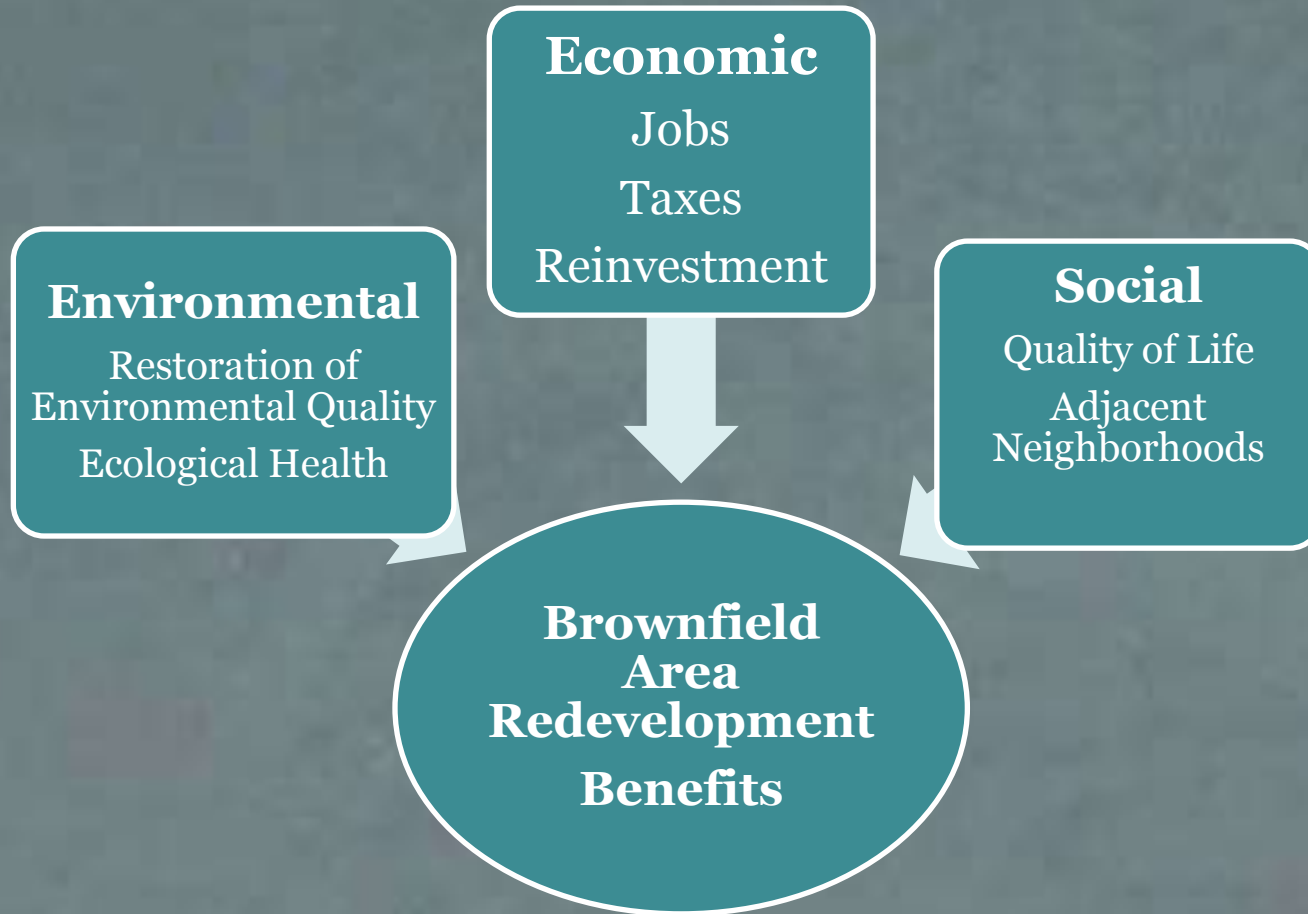 Economic
Jobs
Taxes
Reinvestment
Environmental
Restoration of
Environmental Quality
Ecological Health
Social
Quality of Life
Adjacent
Neighborhoods
Brownfield
Area
Redevelopment
Benefits